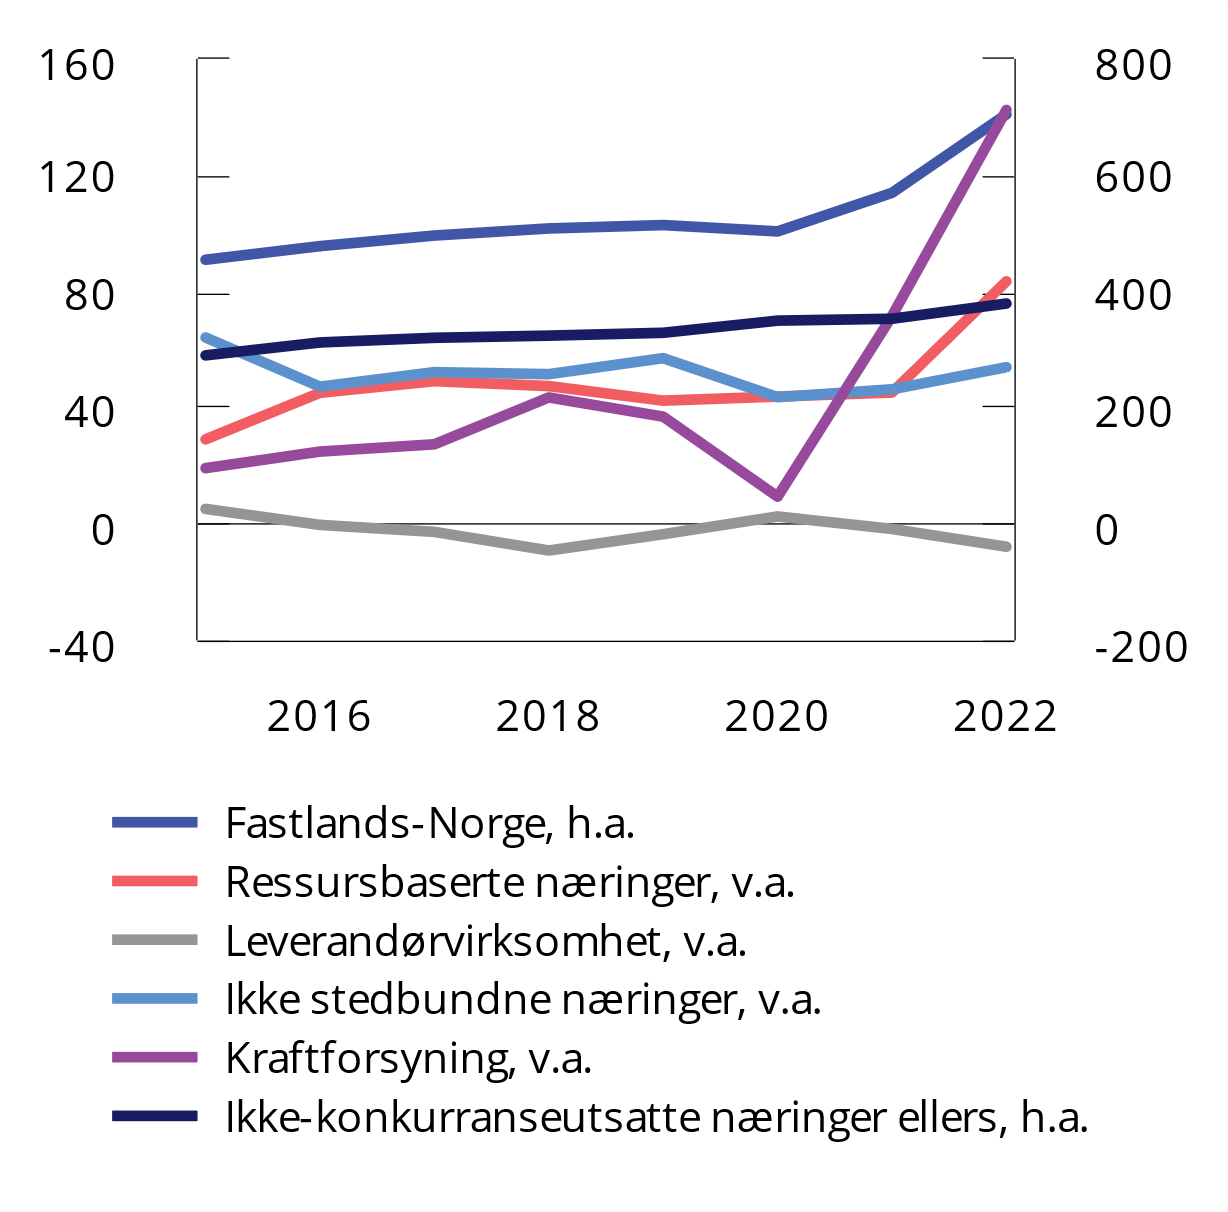 160 800
120 600
80 400
40 200
0 0
-40 -200
2016 2018 2020 2022
Fastlands-Norge, h.a.
Ressursbaserte næringer, v.a.
Leverandørvirksomhet, v.a.
Ikke stedbundne næringer, v.a.
Kraftforsyning, v.a.
Ikke-konkurranseutsatte næringer ellers, h.a.